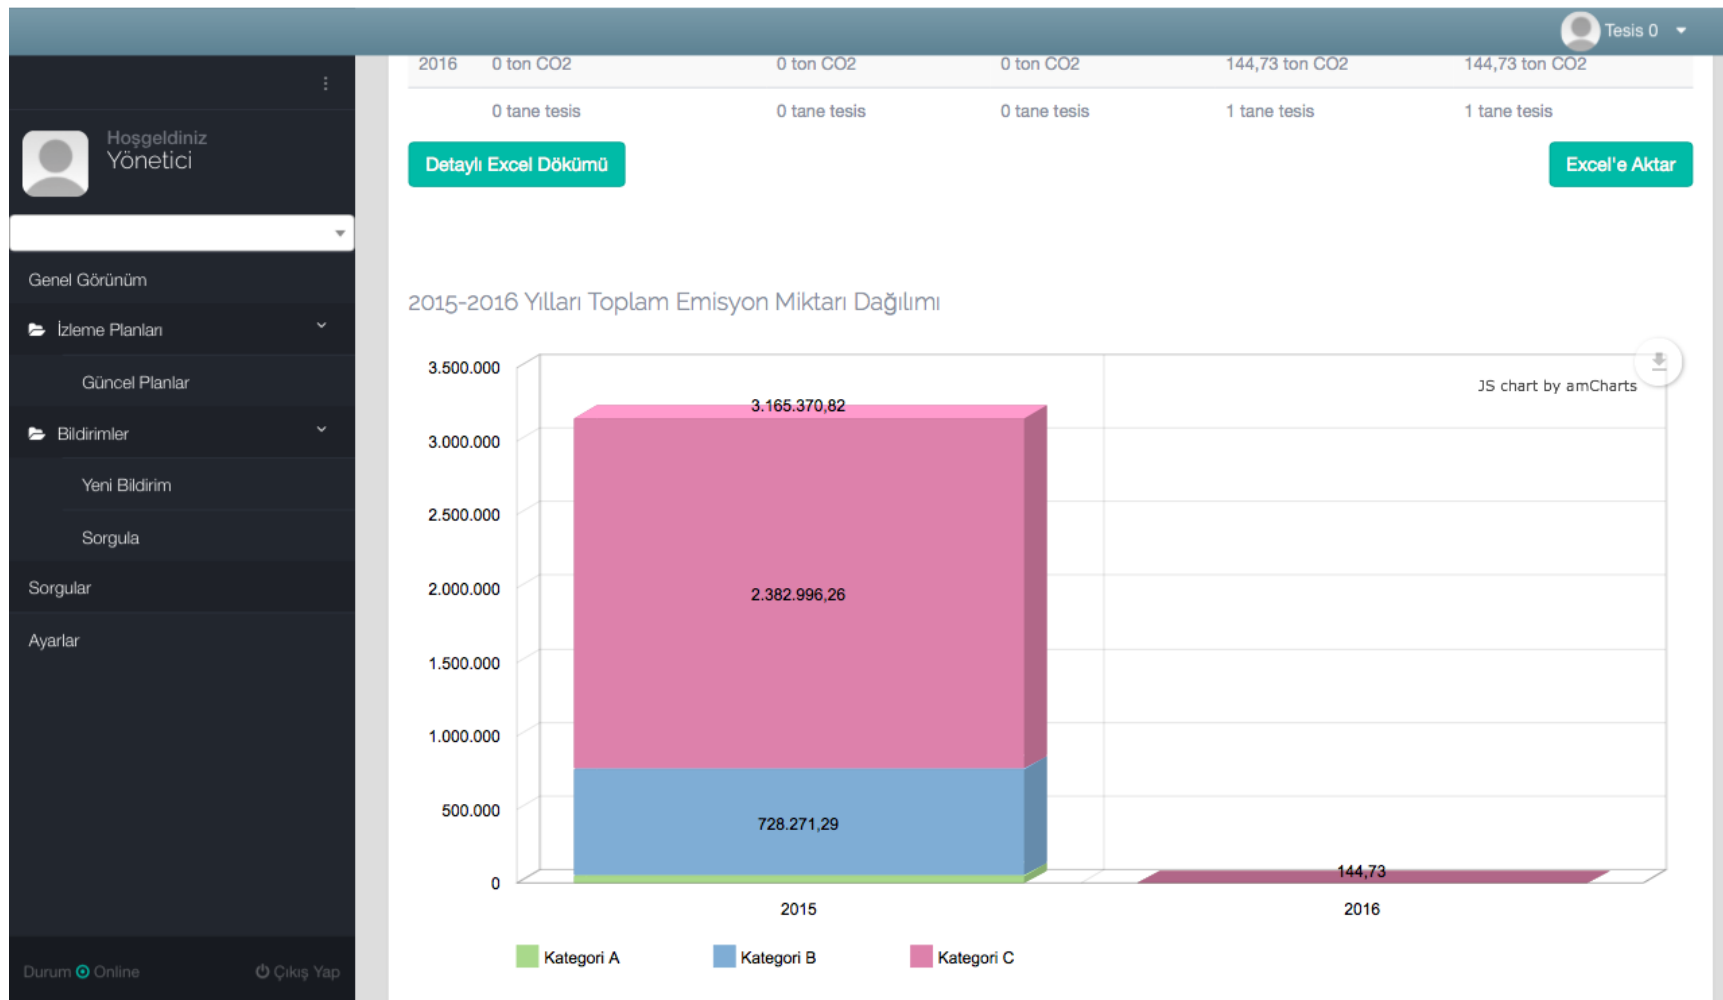 Tesis 0
Hoşgeldiniz
Yönetici
Genel Görünüm
İzleme Planları
Güncel Planlar
Bildirimler
Yeni Bildirim
Sorgula
Sorgular
Ayarlar
Durum Online Çıkış Yap
2016 0 ton CO2 0 ton CO2 0 ton CO2 144,73 ton CO2 144,73 ton CO2
0 tane tesis 0 tane tesis 0 tane tesis 1 tane tesis 1 tane tesis
Detaylı Excel Dökümü Excel'e Aktar
2015-2016 Yılları Toplam Emisyon Miktarı Dağılımı
JS chart by amCharts
3.500.000
3.000.000
2.500.000
2.000.000
1.500.000
1.000.000
500.000
0
3.165.370,82
2.382.996,26
728.271,29
144,73
2015 2016
Kategori A Kategori B Kategori C